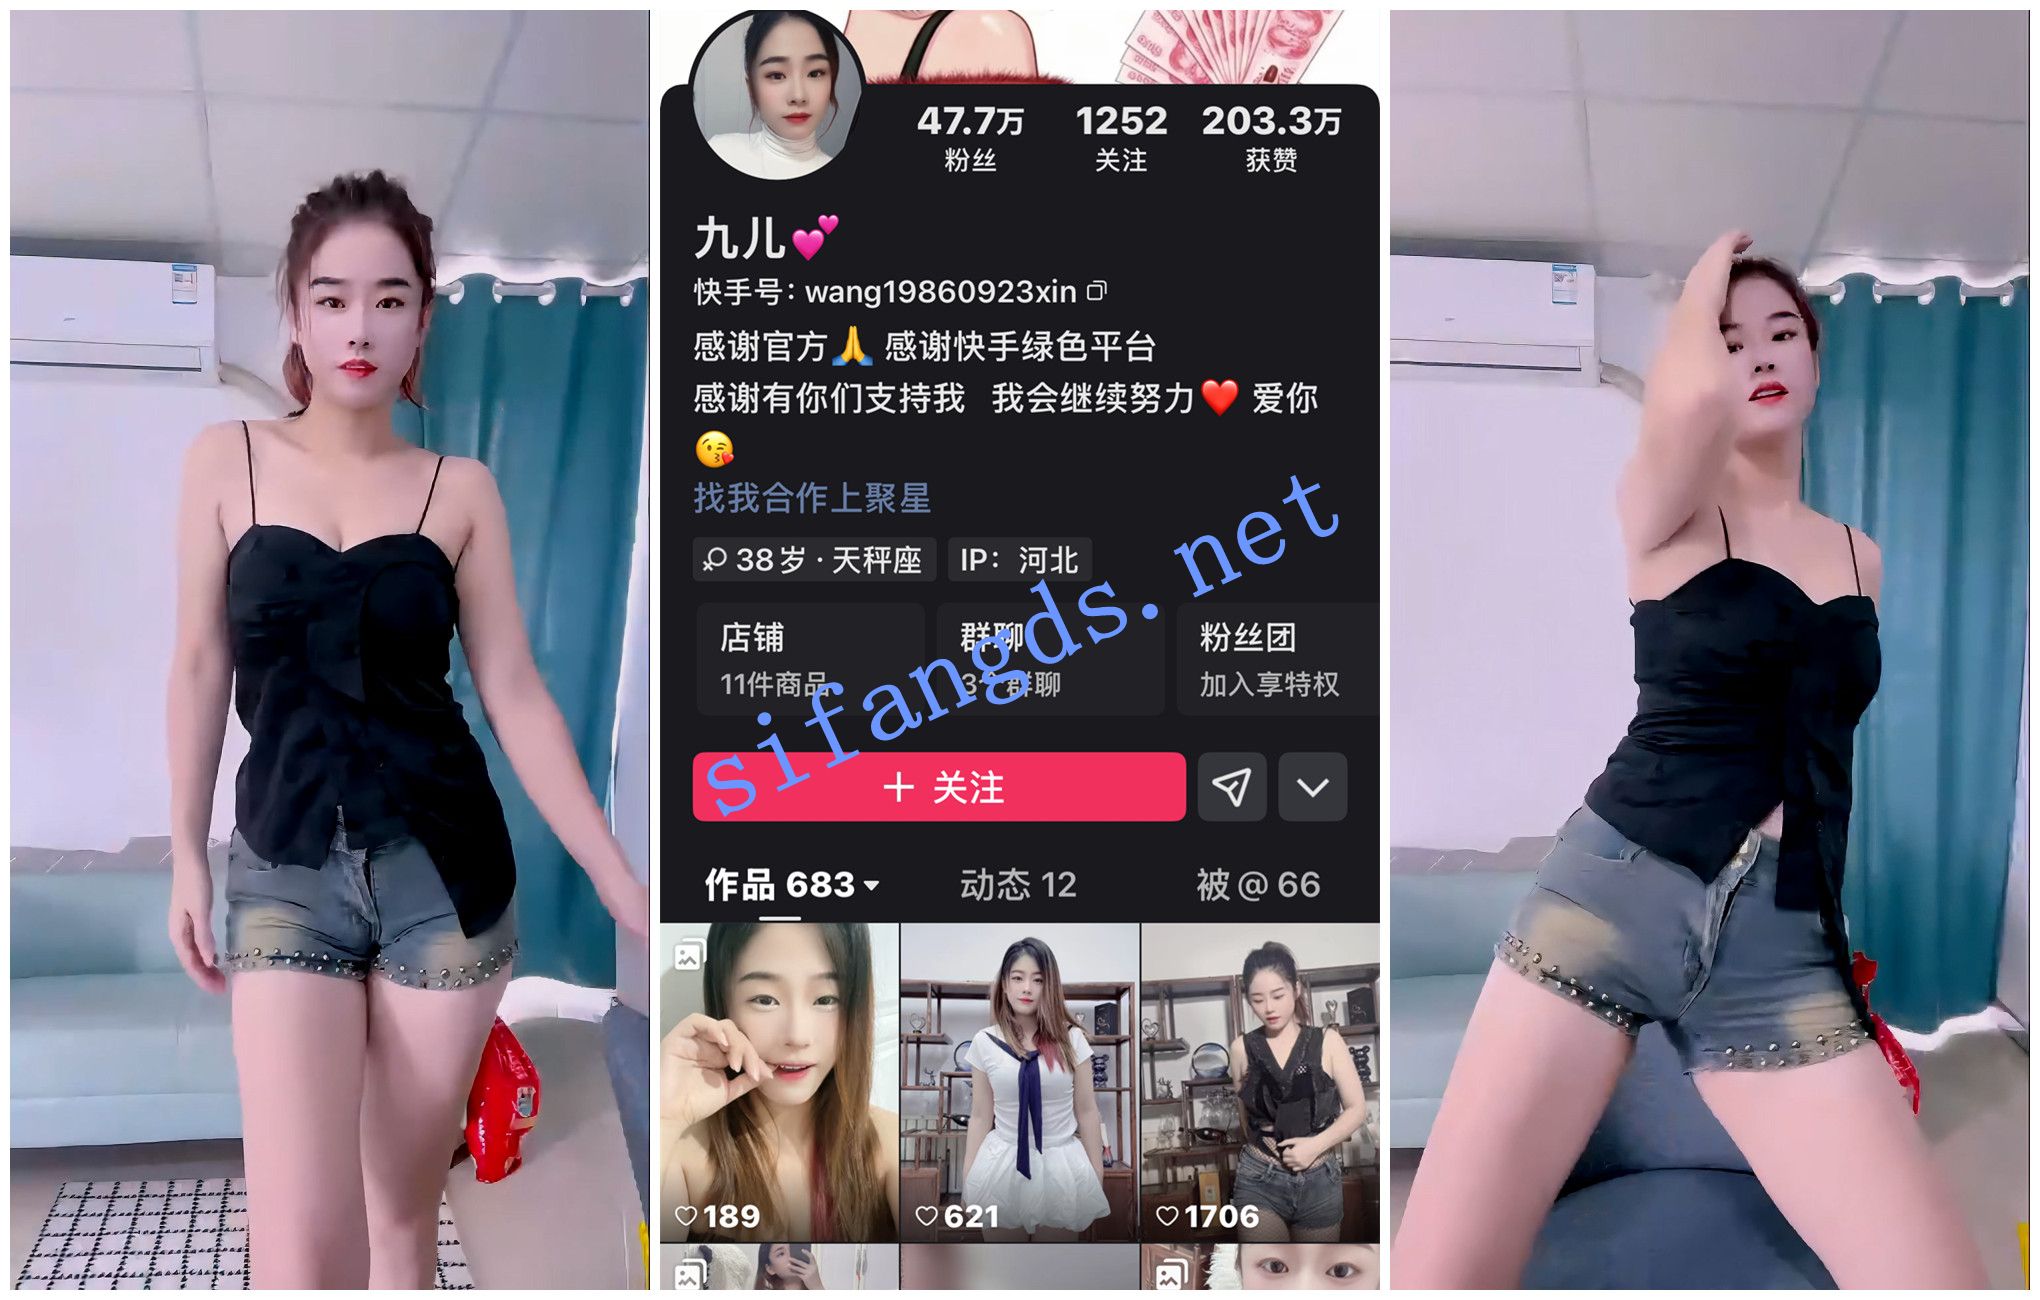 47.7万
粉丝
1252
关注
203.3万
获赞
九儿💕
快手号：wang19860923xin
感谢官方🙏 感谢快手绿色平台
感谢有你们支持我 我会继续努力❤️ 爱你
😘
找我合作上聚星
38岁·天秤座
IP：河北
店铺
11件商品
群聊
3个群聊
粉丝团
加入享特权
sifangds.net
+ 关注
作品 683
动态 12
被@ 66
189
621
1706